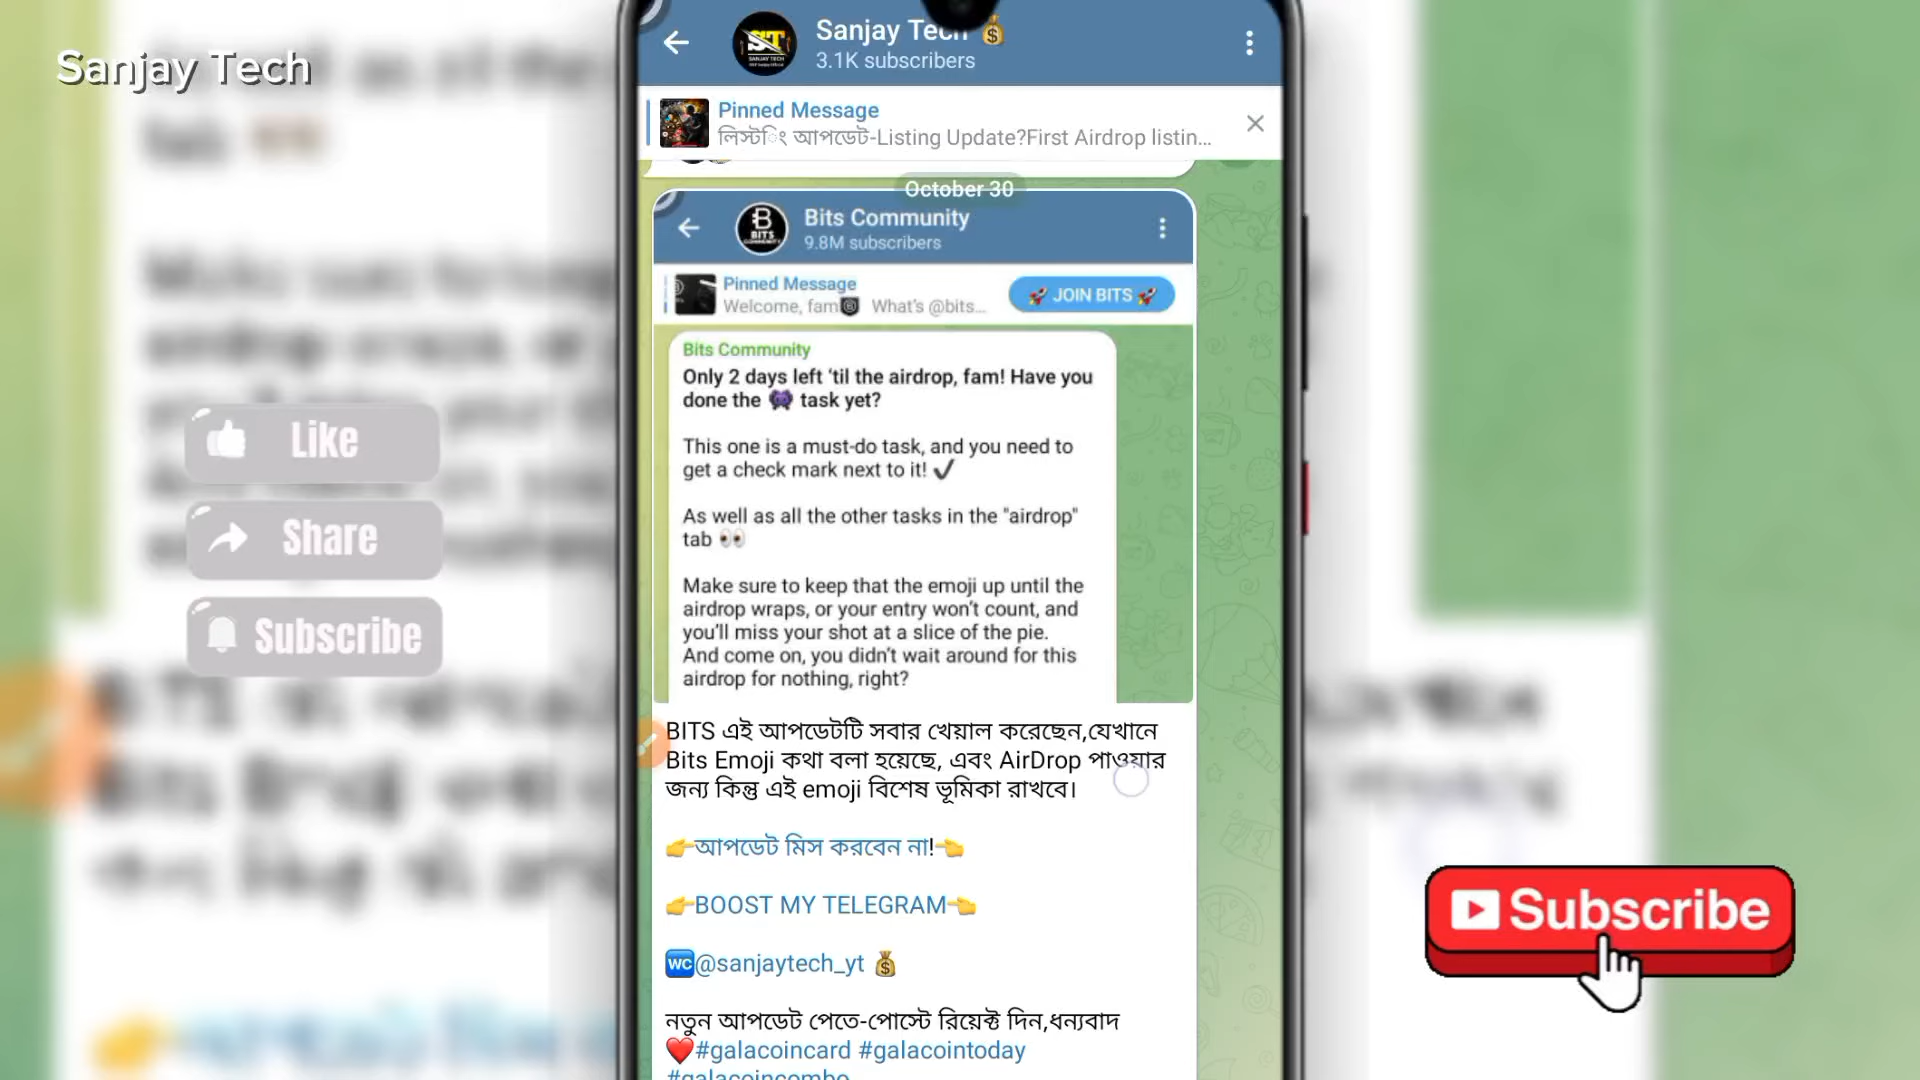 Sanjay Tech
Sanjay Tech 💰
3.1K subscribers
Pinned Message
লিস্টিং আপডেট-Listing Update?First Airdrop listin...
October 30
Bits Community
9.8M subscribers
Pinned Message
Welcome, fam What's @bits...
🚀 JOIN BITS 🚀
Bits Community
Only 2 days left 'til the airdrop, fam! Have you
done the 👾 task yet?
This one is a must-do task, and you need to
get a check mark next to it! ✓
As well as all the other tasks in the "airdrop"
tab 👀
Make sure to keep that the emoji up until the
airdrop wraps, or your entry won't count, and
you'll miss your shot at a slice of the pie.
And come on, you didn't wait around for this
airdrop for nothing, right?
BITS এই আপডেটটি সবার খেয়াল করেছেন,যেখানে
Bits Emoji কথা বলা হয়েছে, এবং AirDrop পাওয়ার
জন্য কিন্তু এই emoji বিশেষ ভূমিকা রাখবে।
👉আপডেট মিস করবেন না!👈
👉BOOST MY TELEGRAM👈
🚾@sanjaytech_yt 💰
নতুন আপডেট পেতে-পোস্টে রিয়েক্ট দিন,ধন্যবাদ
❤️#galacoincard #galacointoday
#galacoincombo
Like
Share
Subscribe
Subscribe